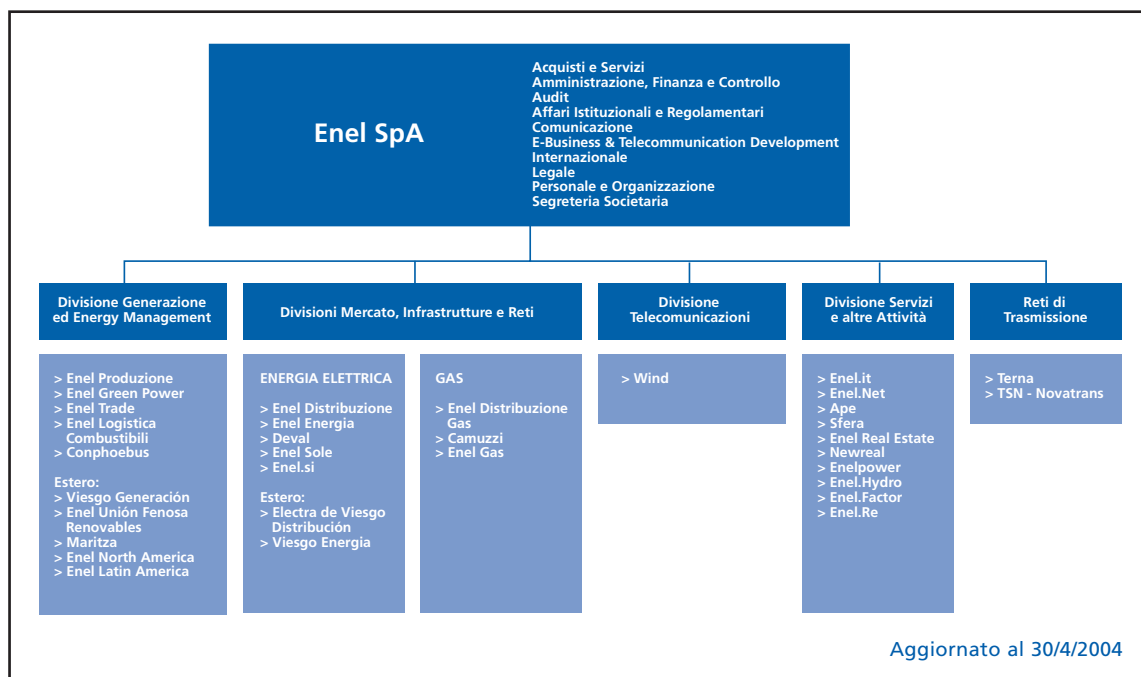 Enel SpA
Acquisti e Servizi
Amministrazione, Finanza e Controllo
Audit
Affari Istituzionali e Regolamentari
Comunicazione
E-Business & Telecommunication Development
Internazionale
Legale
Personale e Organizzazione
Segreteria Societaria
Divisione Generazione
ed Energy Management
> Enel Produzione
> Enel Green Power
> Enel Trade
> Enel Logistica
Combustibili
> Conphoebus
Estero:
> Viesgo Generación
> Enel Unión Fenosa
Renovables
> Maritza
> Enel North America
> Enel Latin America
Divisioni Mercato, Infrastrutture e Reti
ENERGIA ELETTRICA
> Enel Distribuzione
> Enel Energia
> Deval
> Enel Sole
> Enel.si
Estero:
> Electra de Viesgo
Distribución
> Viesgo Energia
GAS
> Enel Distribuzione
Gas
> Camuzzi
> Enel Gas
Divisione
Telecomunicazioni
> Wind
Divisione Servizi
e altre Attività
> Enel.it
> Enel.Net
> Ape
> Sfera
> Enel Real Estate
> Newreal
> Enelpower
> Enel.Hydro
> Enel.Factor
> Enel.Re
Reti di
Trasmissione
> Terna
> TSN - Novatrans
Aggiornato al 30/4/2004